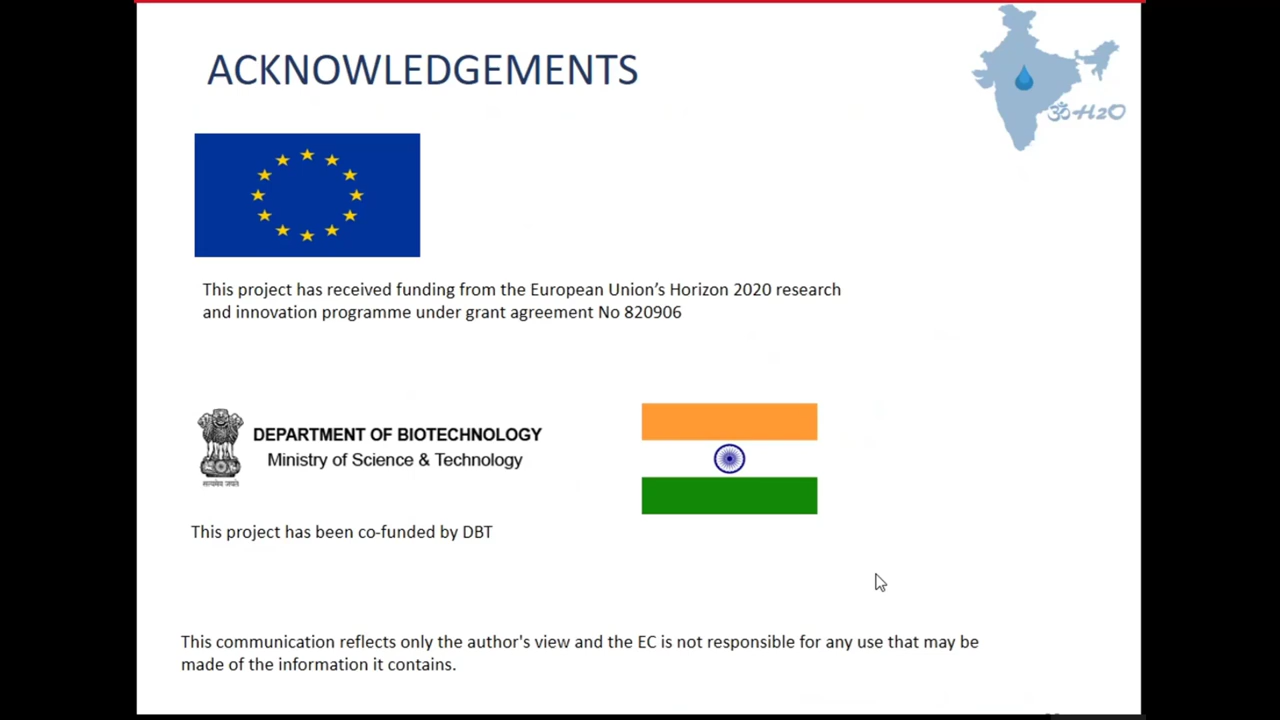 ACKNOWLEDGEMENTS
ॐH2O
This project has received funding from the European Union’s Horizon 2020 research
and innovation programme under grant agreement No 820906
DEPARTMENT OF BIOTECHNOLOGY
Ministry of Science & Technology
सत्यमेव जयते
This project has been co-funded by DBT
This communication reflects only the author's view and the EC is not responsible for any use that may be
made of the information it contains.